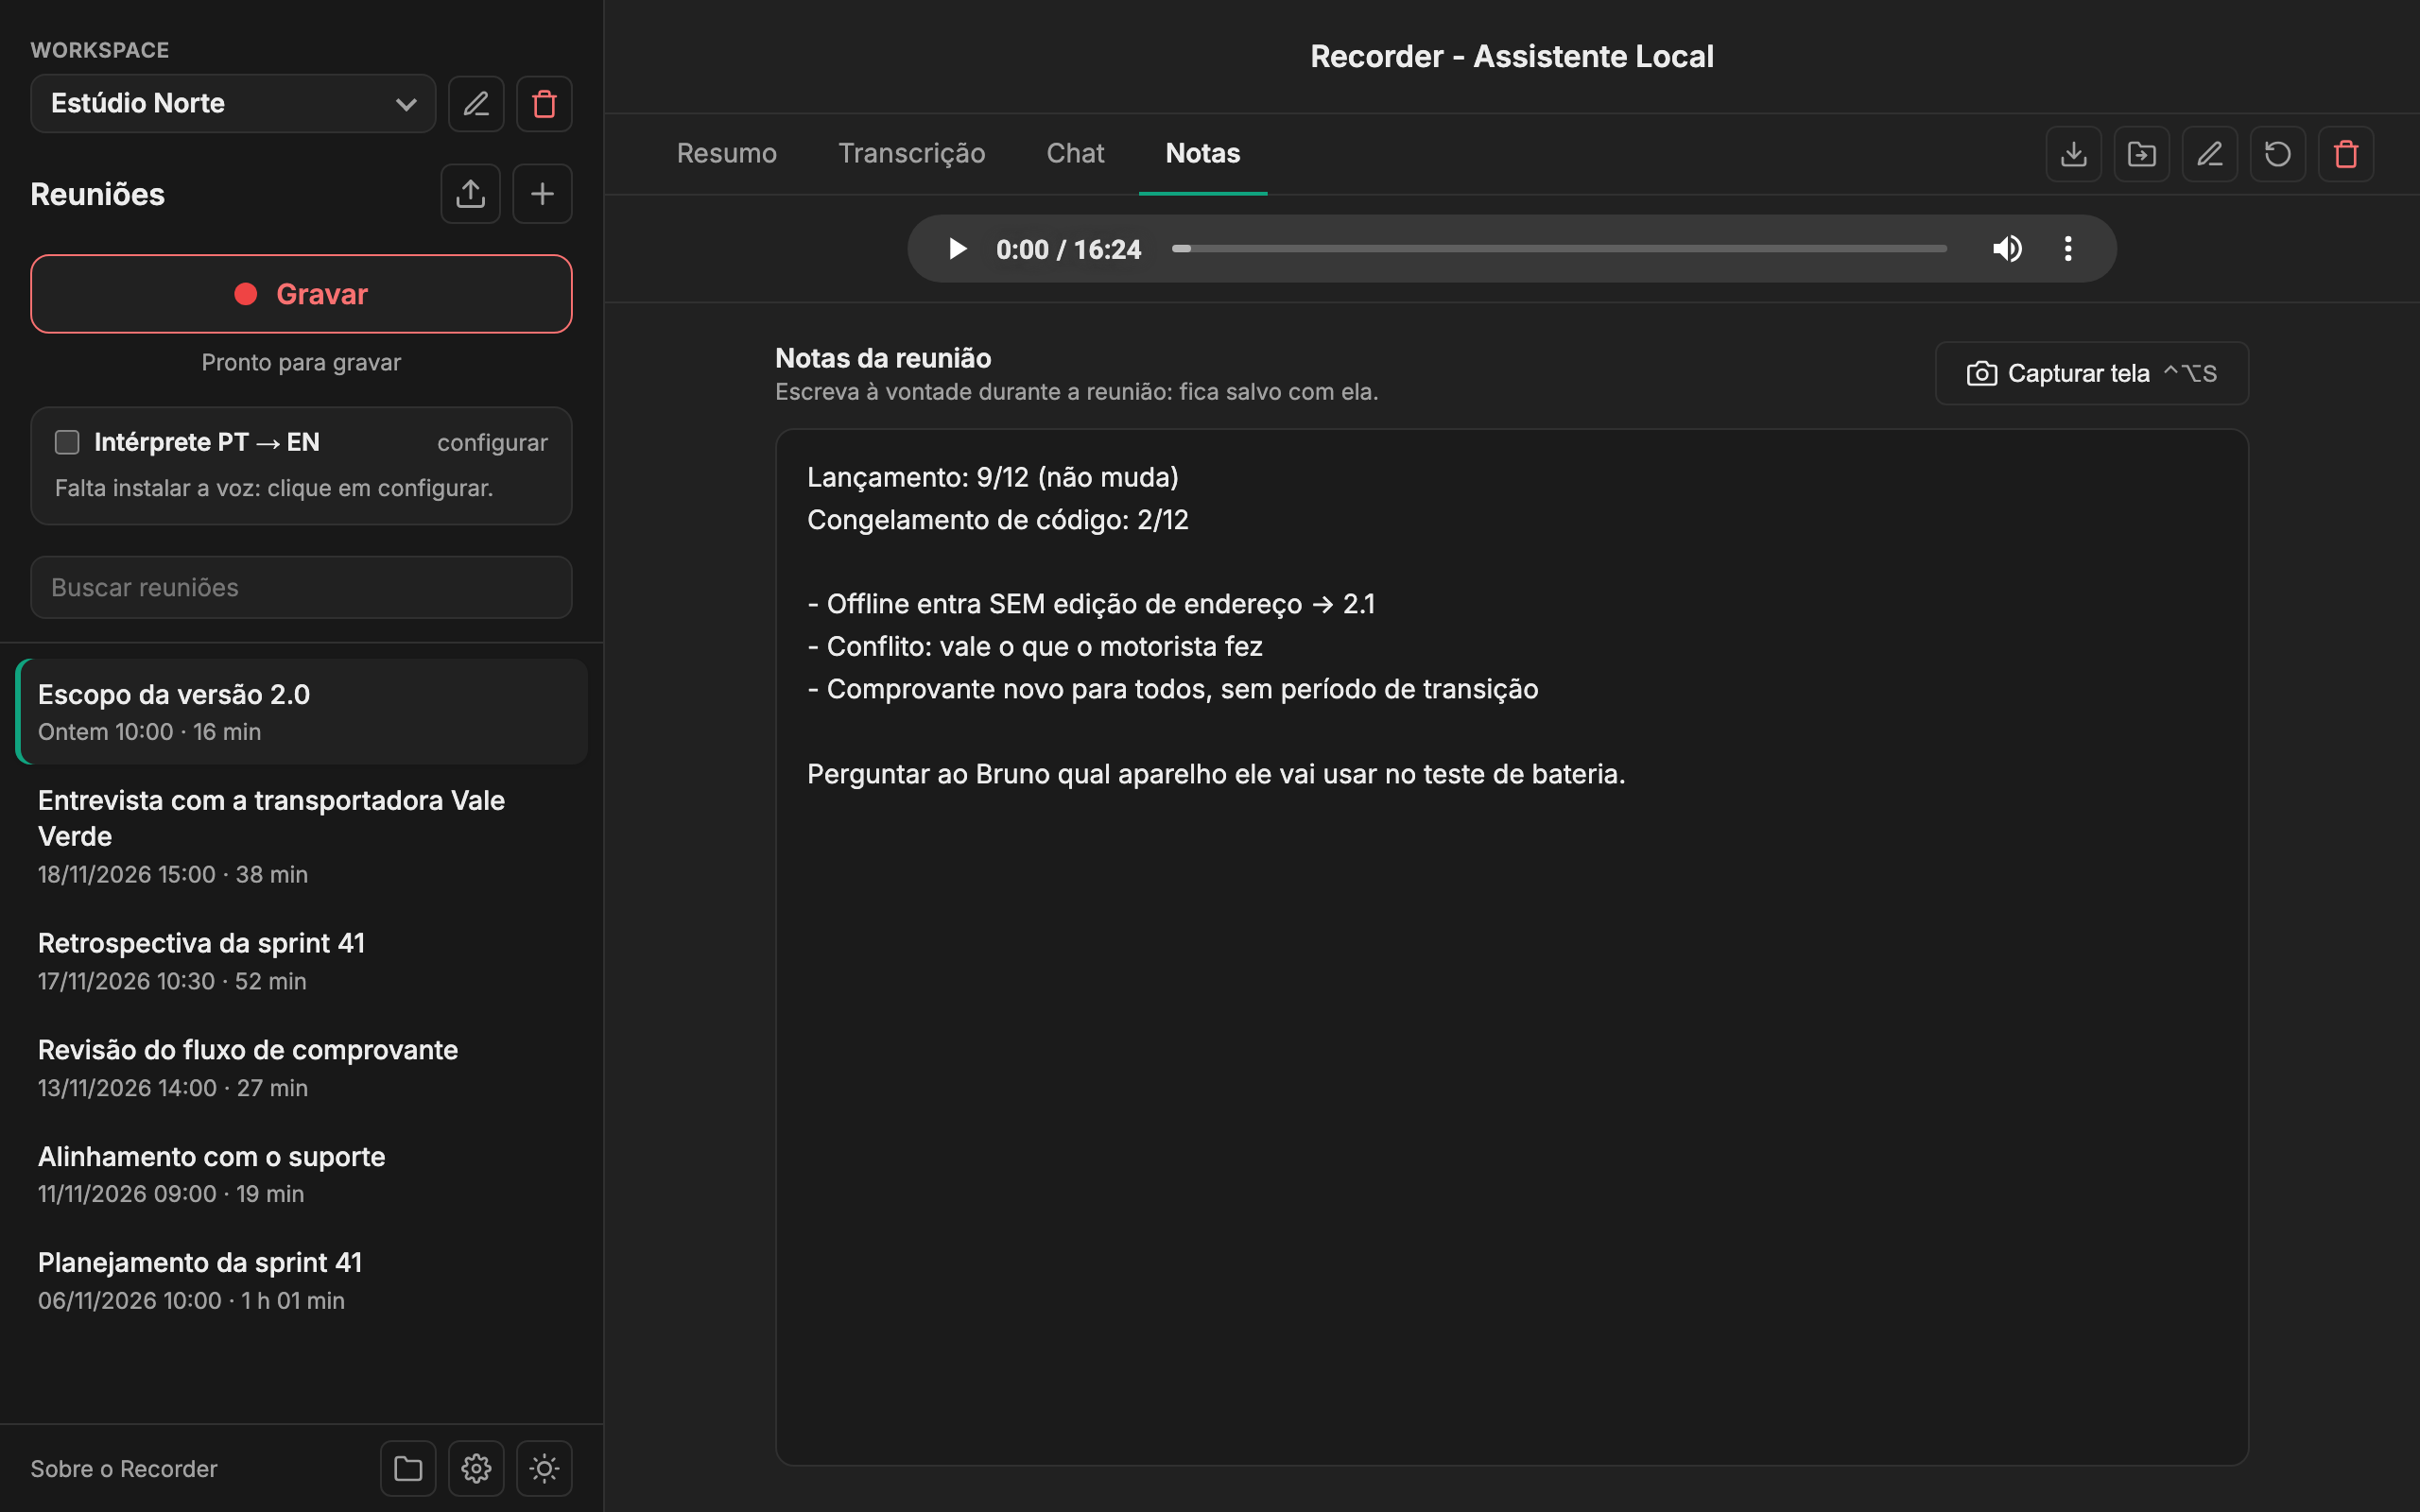 WORKSPACE
Estúdio Norte
Reuniões
Gravar
Pronto para gravar
Intérprete PT → EN configurar
Falta instalar a voz: clique em configurar.
Buscar reuniões
Escopo da versão 2.0
Ontem 10:00 · 16 min
Entrevista com a transportadora Vale
Verde
18/11/2026 15:00 · 38 min
Retrospectiva da sprint 41
17/11/2026 10:30 · 52 min
Revisão do fluxo de comprovante
13/11/2026 14:00 · 27 min
Alinhamento com o suporte
11/11/2026 09:00 · 19 min
Planejamento da sprint 41
06/11/2026 10:00 · 1 h 01 min
Sobre o Recorder
Recorder - Assistente Local
Resumo Transcrição Chat Notas
0:00 / 16:24
Notas da reunião
Escreva à vontade durante a reunião: fica salvo com ela.
Capturar tela ^⌥S
Lançamento: 9/12 (não muda)
Congelamento de código: 2/12
- Offline entra SEM edição de endereço → 2.1
- Conflito: vale o que o motorista fez
- Comprovante novo para todos, sem período de transição
Perguntar ao Bruno qual aparelho ele vai usar no teste de bateria.